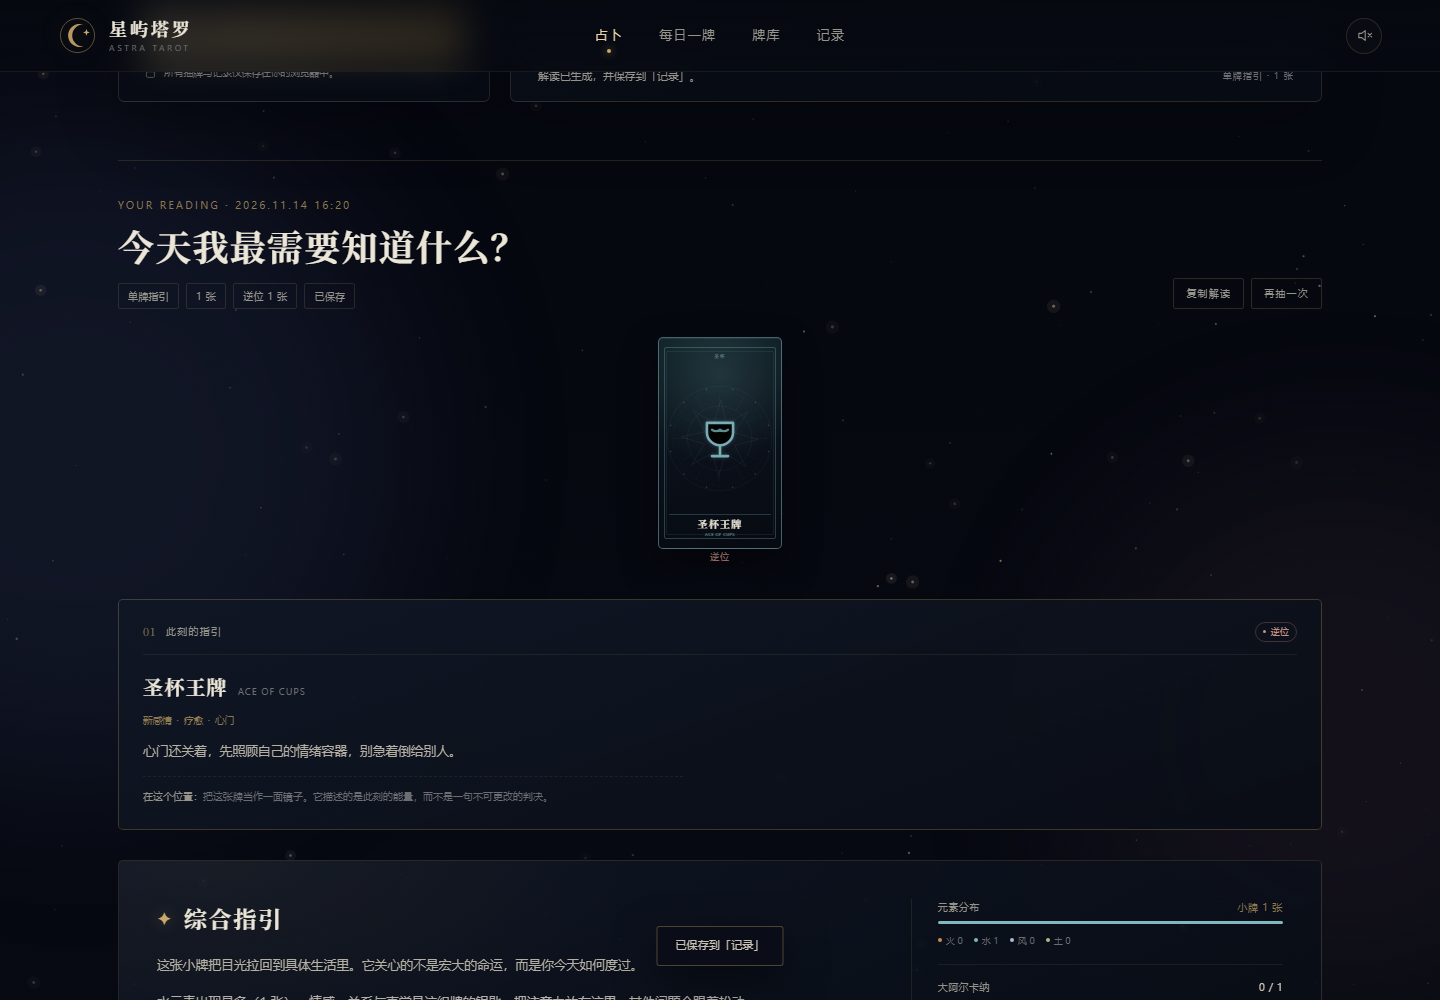 星屿塔罗
ASTRA TAROT
占卜
每日一牌
牌库
记录
解读已生成，并保存到「记录」。
单牌指引 · 1 张
YOUR READING · 2026.11.14 16:20
今天我最需要知道什么？
单牌指引
1 张
逆位 1 张
已保存
复制解读
再抽一次
圣杯
圣杯王牌
ACE OF CUPS
逆位
01 此刻的指引
逆位
圣杯王牌 ACE OF CUPS
新感情 · 疗愈 · 心门
心门还关着，先照顾自己的情绪容器，别急着倒给别人。
在这个位置：把这张牌当作一面镜子。它描述的是此刻的能量，而不是一句不可更改的判决。
✦ 综合指引
这张小牌把目光拉回到具体生活里。它关心的不是宏大的命运，而是你今天如何度过。
已保存到「记录」
元素分布
小牌 1 张
火 0
水 1
风 0
土 0
大阿尔卡纳
0 / 1